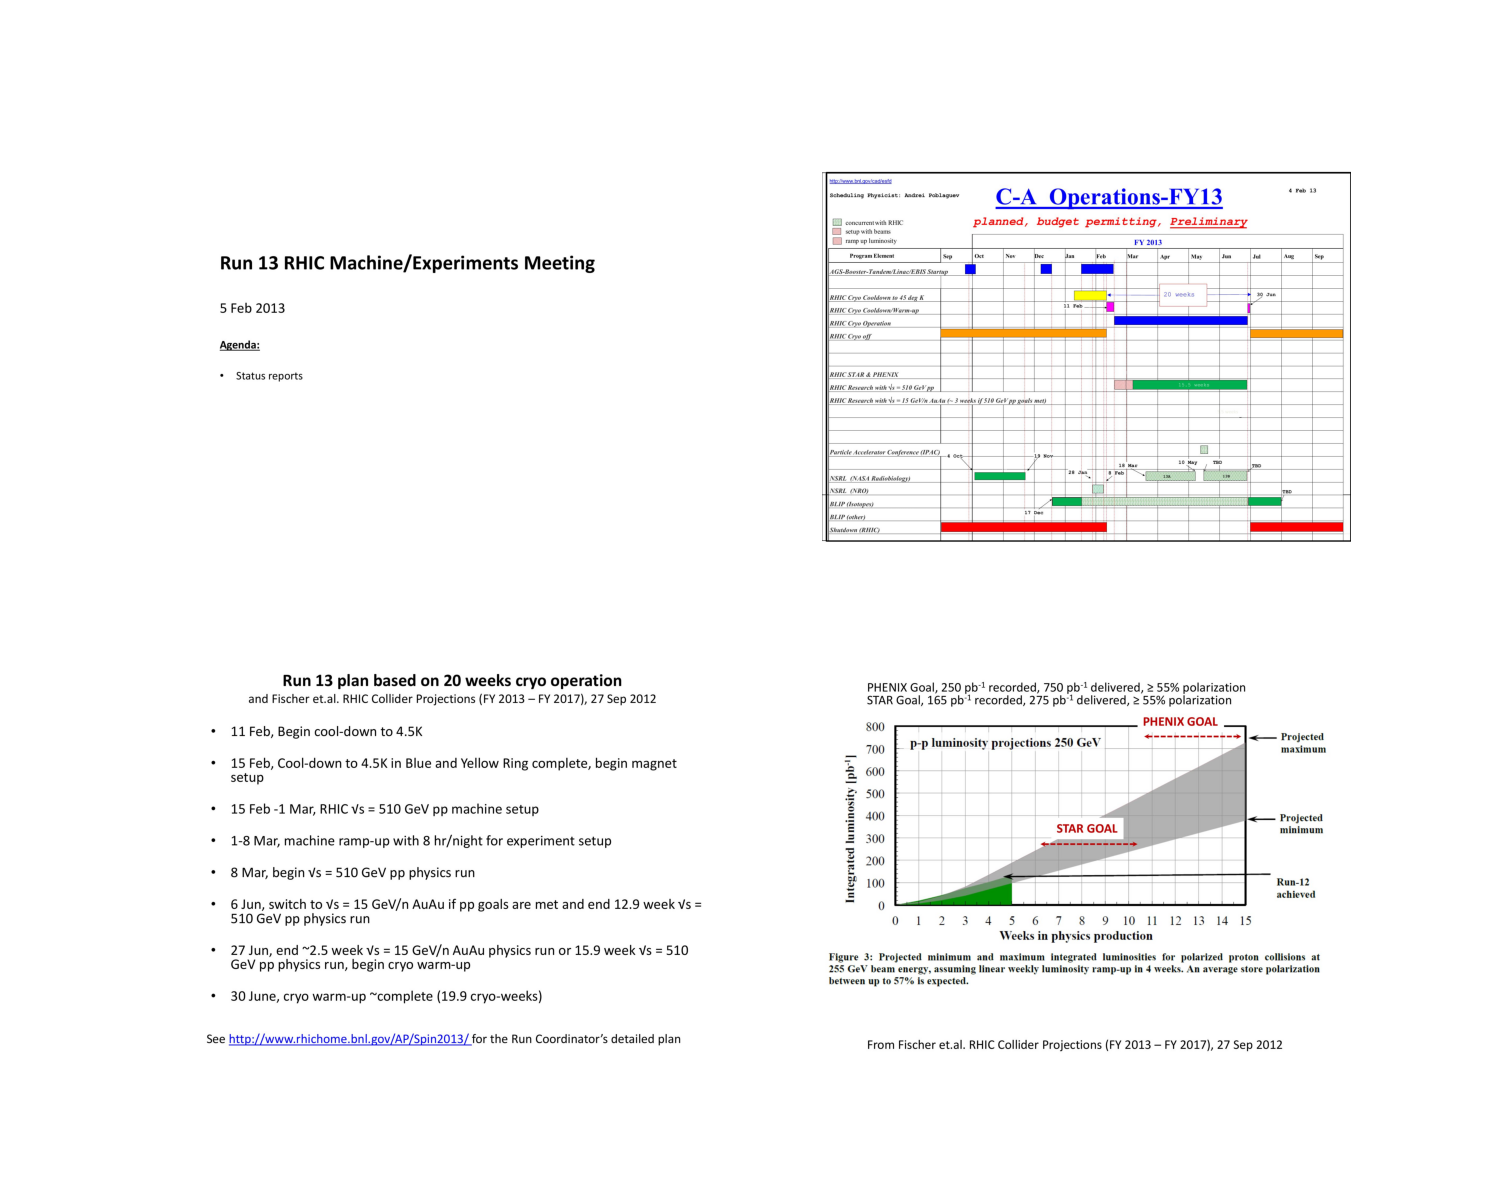 Run 13 RHIC Machine/Experiments Meeting
5 Feb 2013
Agenda:
• Status reports
http://www.bnl.gov/cad/esfd
Scheduling Physicist: Andrei Poblaguev
C-A Operations-FY13
4 Feb 13
planned, budget permitting, Preliminary
concurrent with RHIC
setup with beams
ramp up luminosity
FY 2013
Program Element Sep Oct Nov Dec Jan Feb Mar Apr May Jun Jul Aug Sep
AGS-Booster-Tandem/Linac/EBIS Startup
RHIC Cryo Cooldown to 45 deg K
20 weeks
30 Jun
RHIC Cryo Cooldown/Warm-up
11 Feb
RHIC Cryo Operation
RHIC Cryo off
RHIC STAR & PHENIX
RHIC Research with √s = 510 GeV pp
RHIC Research with √s = 15 GeV/n AuAu (~ 3 weeks if 510 GeV pp goals met)
Particle Accelerator Conference (IPAC)
4 Oct
19 Nov
28 Jan
8 Feb
18 Mar
10 May
TBD
TBD
NSRL (NASA Radiobiology)
13A
13B
NSRL (NRO)
BLIP (Isotopes)
TBD
17 Dec
BLIP (other)
Shutdown (RHIC)
Run 13 plan based on 20 weeks cryo operation
and Fischer et.al. RHIC Collider Projections (FY 2013 – FY 2017), 27 Sep 2012
• 11 Feb, Begin cool-down to 4.5K
• 15 Feb, Cool-down to 4.5K in Blue and Yellow Ring complete, begin magnet
setup
• 15 Feb -1 Mar, RHIC √s = 510 GeV pp machine setup
• 1-8 Mar, machine ramp-up with 8 hr/night for experiment setup
• 8 Mar, begin √s = 510 GeV pp physics run
• 6 Jun, switch to √s = 15 GeV/n AuAu if pp goals are met and end 12.9 week √s =
510 GeV pp physics run
• 27 Jun, end ~2.5 week √s = 15 GeV/n AuAu physics run or 15.9 week √s = 510
GeV pp physics run, begin cryo warm-up
• 30 June, cryo warm-up ~complete (19.9 cryo-weeks)
See http://www.rhichome.bnl.gov/AP/Spin2013/ for the Run Coordinator's detailed plan
PHENIX Goal, 250 pb-1 recorded, 750 pb-1 delivered, ≥ 55% polarization
STAR Goal, 165 pb-1 recorded, 275 pb-1 delivered, ≥ 55% polarization
PHENIX GOAL
p-p luminosity projections 250 GeV
Projected
maximum
STAR GOAL
Projected
minimum
Run-12
achieved
Integrated luminosity [pb-1]
800
700
600
500
400
300
200
100
0
0 1 2 3 4 5 6 7 8 9 10 11 12 13 14 15
Weeks in physics production
Figure 3: Projected minimum and maximum integrated luminosities for polarized proton collisions at
255 GeV beam energy, assuming linear weekly luminosity ramp-up in 4 weeks. An average store polarization
between up to 57% is expected.
From Fischer et.al. RHIC Collider Projections (FY 2013 – FY 2017), 27 Sep 2012